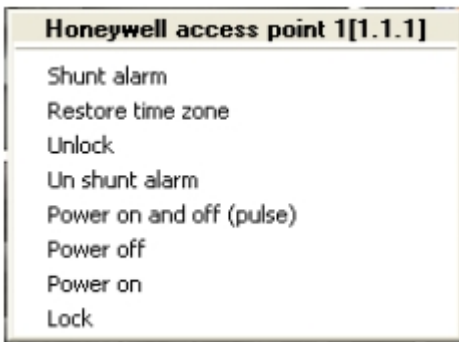 Honeywell access point 1[1.1.1]
Shunt alarm
Restore time zone
Unlock
Un shunt alarm
Power on and off (pulse)
Power off
Power on
Lock